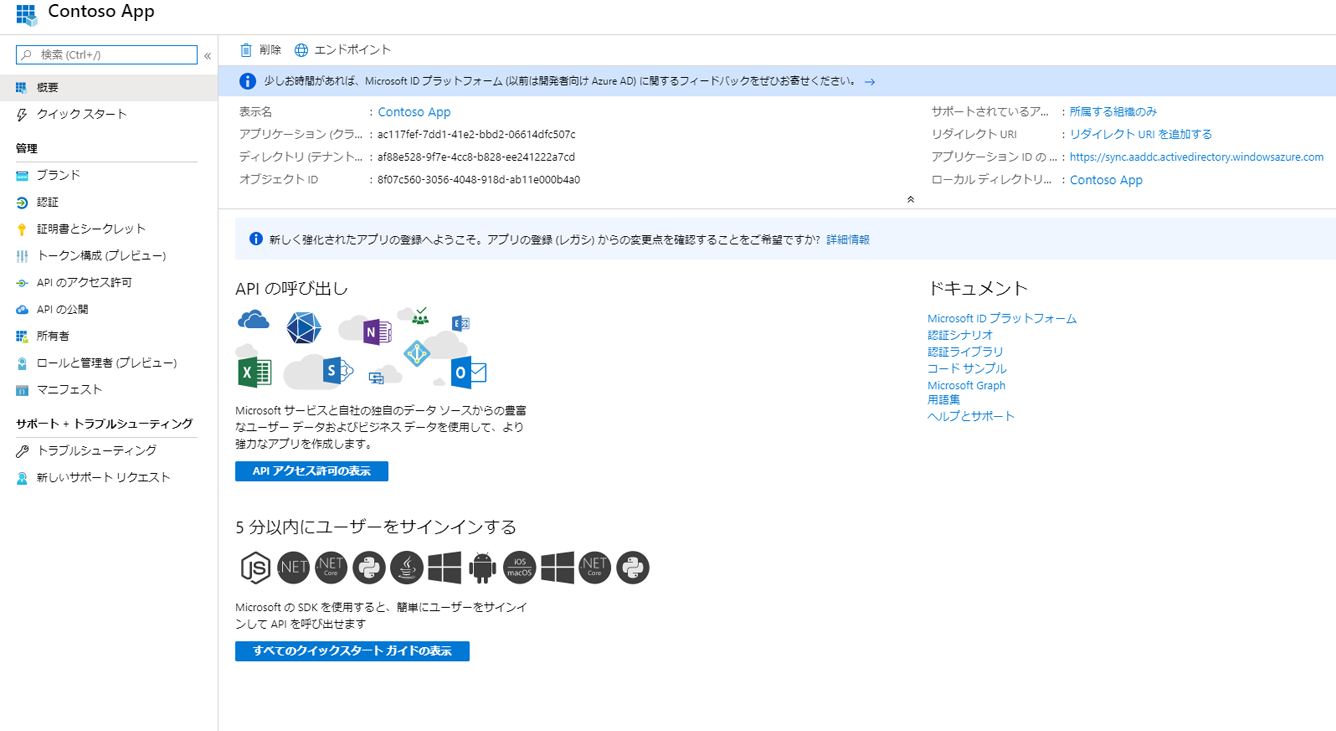 Contoso App
検索 (Ctrl+/)
«
概要
クイック スタート
管理
ブランド
認証
証明書とシークレット
トークン構成 (プレビュー)
API のアクセス許可
API の公開
所有者
ロールと管理者 (プレビュー)
マニフェスト
サポート + トラブルシューティング
トラブルシューティング
新しいサポート リクエスト
削除 エンドポイント
少しお時間があれば、Microsoft ID プラットフォーム (以前は開発者向け Azure AD) に関するフィードバックをぜひお寄せください。 →
表示名 : Contoso App
アプリケーション (クラ... : ac117fef-7dd1-41e2-bbd2-06614dfc507c
ディレクトリ (テナント... : af88e528-9f7e-4cc8-b828-ee241222a7cd
オブジェクト ID : 8f07c560-3056-4048-918d-ab11e000b4a0
サポートされているア... : 所属する組織のみ
リダイレクト URI : リダイレクト URI を追加する
アプリケーション ID の ... : https://sync.aaddc.activedirectory.windowsazure.com
ローカル ディレクトリ... : Contoso App
新しく強化されたアプリの登録へようこそ。アプリの登録 (レガシ) からの変更点を確認することをご希望ですか? 詳細情報
API の呼び出し
N
E
X
S
O
Microsoft サービスと自社の独自のデータ ソースからの豊富
なユーザー データおよびビジネス データを使用して、より
強力なアプリを作成します。
API アクセス許可の表示
5 分以内にユーザーをサインインする
JS NET .NET Core iOS macOS .NET Core
Microsoft の SDK を使用すると、簡単にユーザーをサインイ
ンして API を呼び出せます
すべてのクイックスタート ガイドの表示
ドキュメント
Microsoft ID プラットフォーム
認証シナリオ
認証ライブラリ
コード サンプル
Microsoft Graph
用語集
ヘルプとサポート